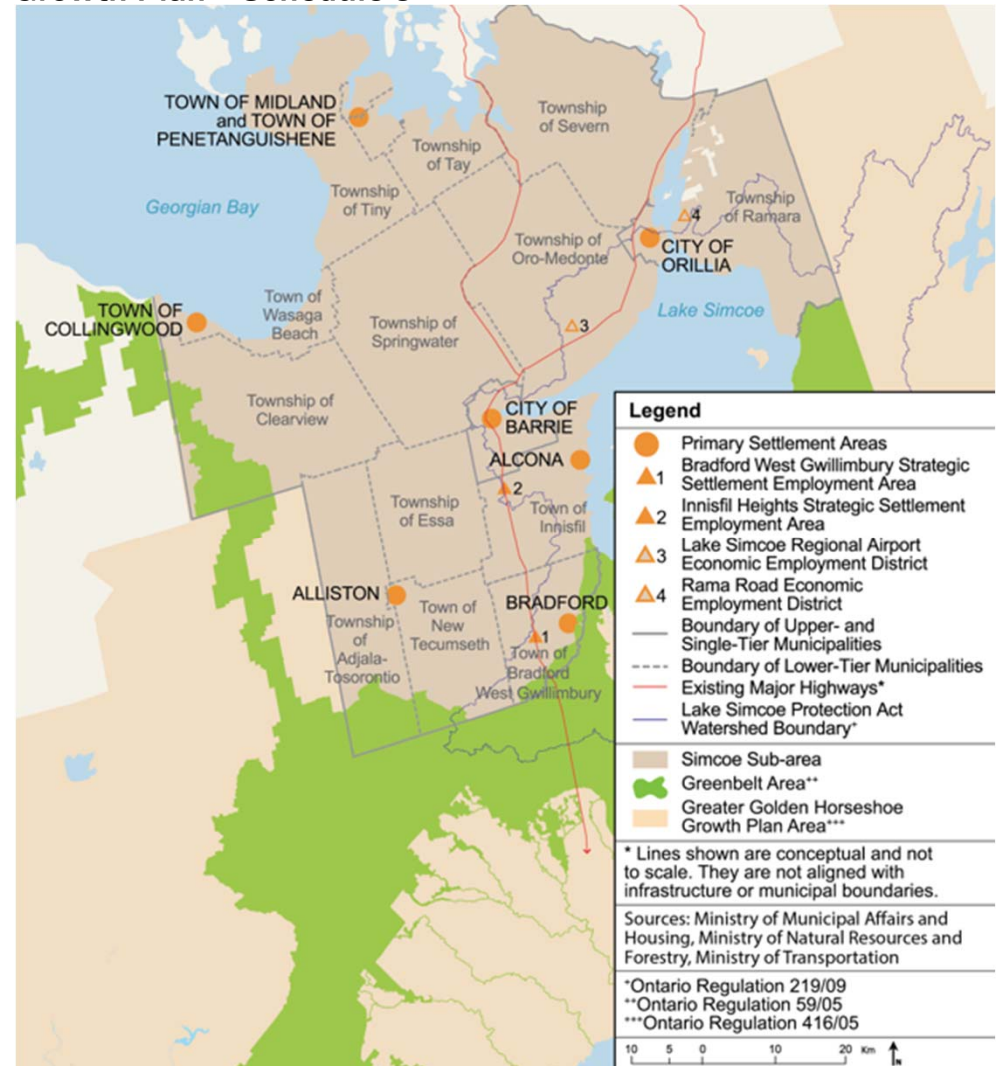 TOWN OF MIDLAND
and TOWN OF
PENETANGUISHENE
Township
of Severn
Township
of Tay
Township
of Tiny
Georgian Bay
Township
of Ramara
4
Township of
Oro-Medonte
CITY OF
ORILLIA
Lake Simcoe
TOWN OF
COLLINGWOOD
Town of
Wasaga
Beach
Township of
Springwater
3
Township of
Clearview
CITY OF
BARRIE
ALCONA
2
Township
of Essa
Town of
Innisfil
ALLISTON
BRADFORD
Township
of
Adjala-
Tosorontio
Town of
New
Tecumseth
1
Town of
Bradford
West Gwillimbury
Legend
Primary Settlement Areas
1 Bradford West Gwillimbury Strategic
Settlement Employment Area
2 Innisfil Heights Strategic Settlement
Employment Area
3 Lake Simcoe Regional Airport
Economic Employment District
4 Rama Road Economic
Employment District
Boundary of Upper- and
Single-Tier Municipalities
Boundary of Lower-Tier Municipalities
Existing Major Highways*
Lake Simcoe Protection Act
Watershed Boundary+
Simcoe Sub-area
Greenbelt Area++
Greater Golden Horseshoe
Growth Plan Area+++
* Lines shown are conceptual and not
to scale. They are not aligned with
infrastructure or municipal boundaries.
Sources: Ministry of Municipal Affairs and
Housing, Ministry of Natural Resources and
Forestry, Ministry of Transportation
+Ontario Regulation 219/09
++Ontario Regulation 59/05
+++Ontario Regulation 416/05
10 5 0 10 20 Km N